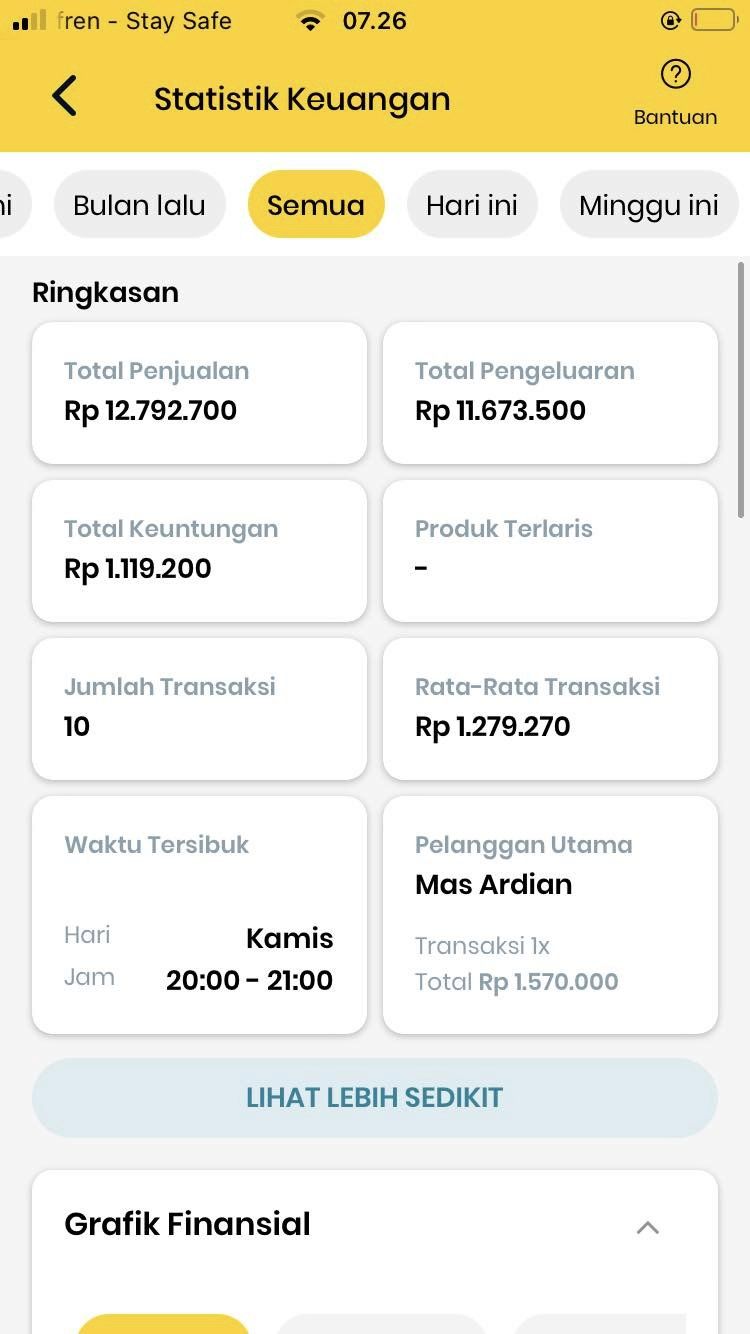 fren - Stay Safe
07.26
Statistik Keuangan
Bantuan
Bulan lalu
Semua
Hari ini
Minggu ini
Ringkasan
Total Penjualan
Rp 12.792.700
Total Pengeluaran
Rp 11.673.500
Total Keuntungan
Rp 1.119.200
Produk Terlaris
-
Jumlah Transaksi
10
Rata-Rata Transaksi
Rp 1.279.270
Waktu Tersibuk
Hari Kamis
Jam 20:00 - 21:00
Pelanggan Utama
Mas Ardian
Transaksi 1x
Total Rp 1.570.000
LIHAT LEBIH SEDIKIT
Grafik Finansial